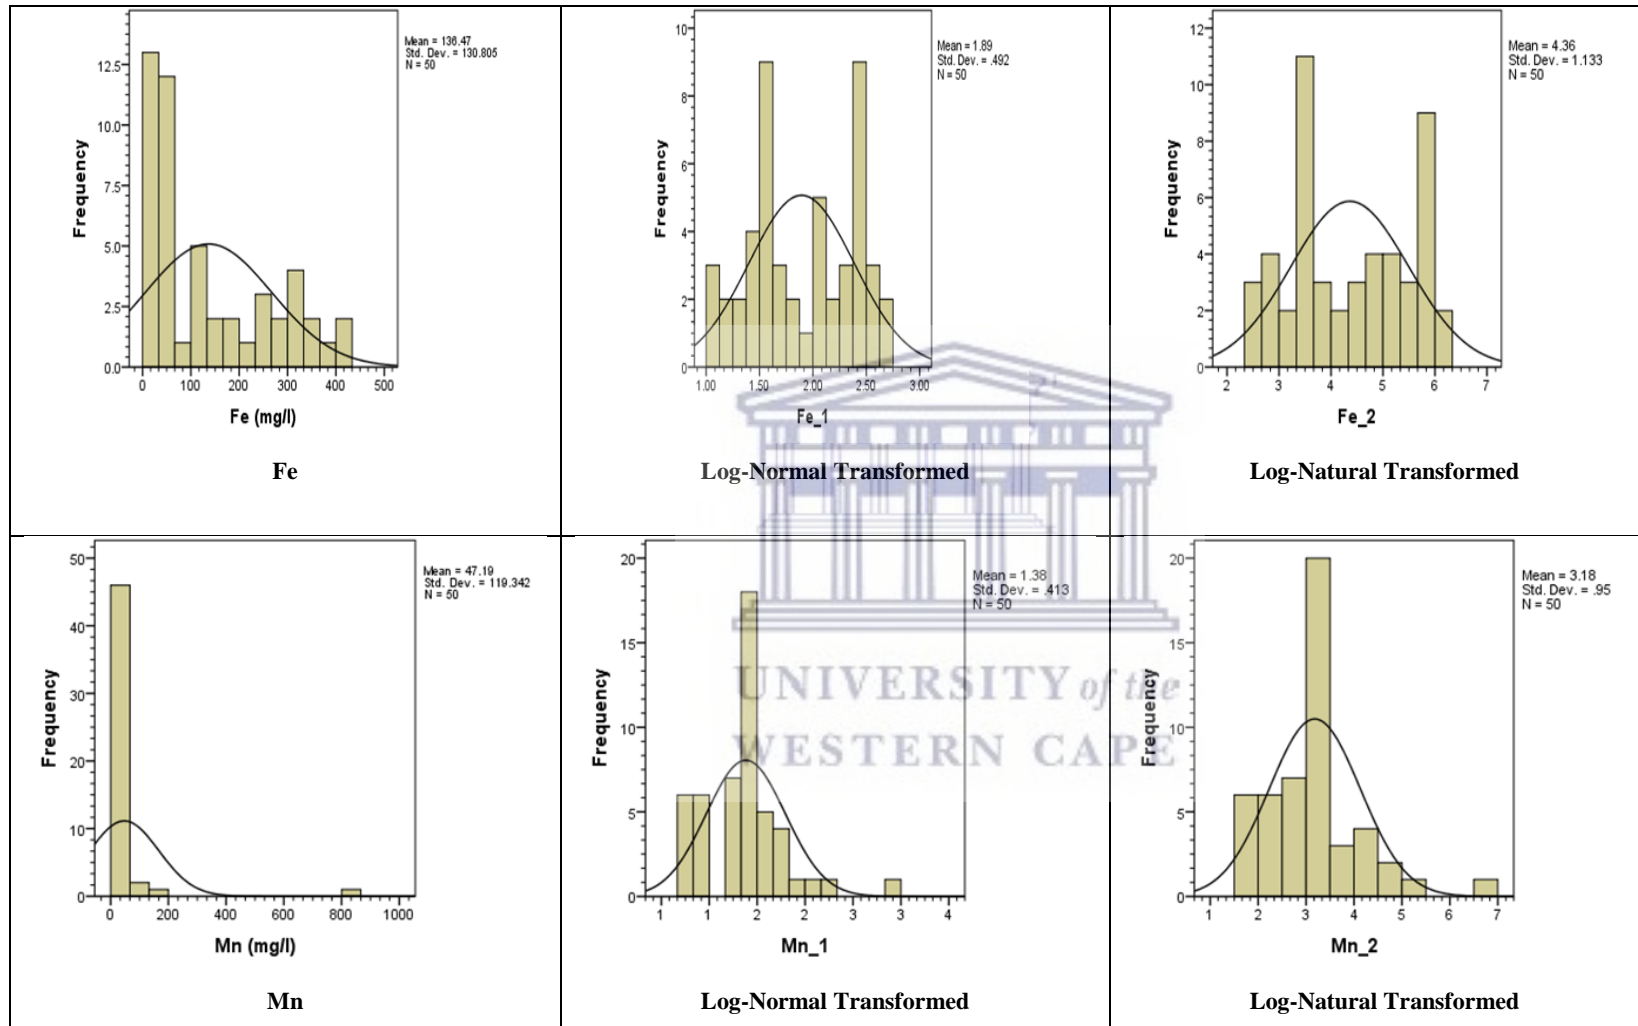 Mean = 136.47
Std. Dev. = 130.805
N = 50
12.5
10.0
7.5
5.0
2.5
0.0
Frequency
0 100 200 300 400 500
Fe (mg/l)
Fe
Mean = 1.89
Std. Dev. = .492
N = 50
10
8
6
4
2
0
Frequency
1.00 1.50 2.00 2.50 3.00
Fe_1
Log-Normal Transformed
Mean = 4.36
Std. Dev. = 1.133
N = 50
12
10
8
6
4
2
0
Frequency
2 3 4 5 6 7
Fe_2
Log-Natural Transformed
Mean = 47.19
Std. Dev. = 119.342
N = 50
50
40
30
20
10
0
Frequency
0 200 400 600 800 1000
Mn (mg/l)
Mn
Mean = 1.38
Std. Dev. = .413
N = 50
20
15
10
5
0
Frequency
1 1 2 2 3 3 4
Mn_1
Log-Normal Transformed
Mean = 3.18
Std. Dev. = .95
N = 50
20
15
10
5
0
Frequency
1 2 3 4 5 6 7
Mn_2
Log-Natural Transformed
UNIVERSITY of the
WESTERN CAPE